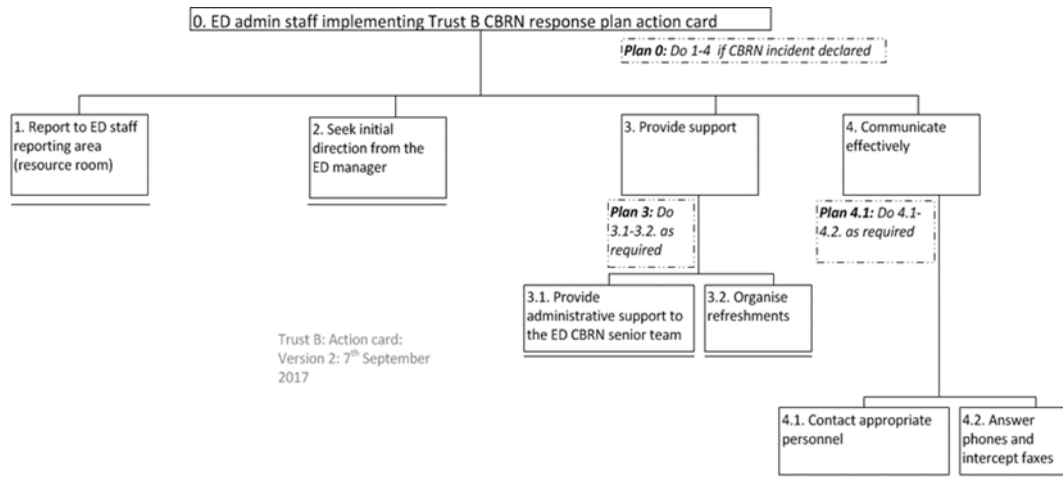 0. ED admin staff implementing Trust B CBRN response plan action card
Plan 0: Do 1-4 if CBRN incident declared
1. Report to ED staff
reporting area
(resource room)
2. Seek initial
direction from the
ED manager
3. Provide support
4. Communicate
effectively
Plan 3: Do
3.1-3.2. as
required
Plan 4.1: Do 4.1-
4.2. as required
3.1. Provide
administrative support to
the ED CBRN senior team
3.2. Organise
refreshments
Trust B: Action card:
Version 2: 7th September
2017
4.1. Contact appropriate
personnel
4.2. Answer
phones and
intercept faxes